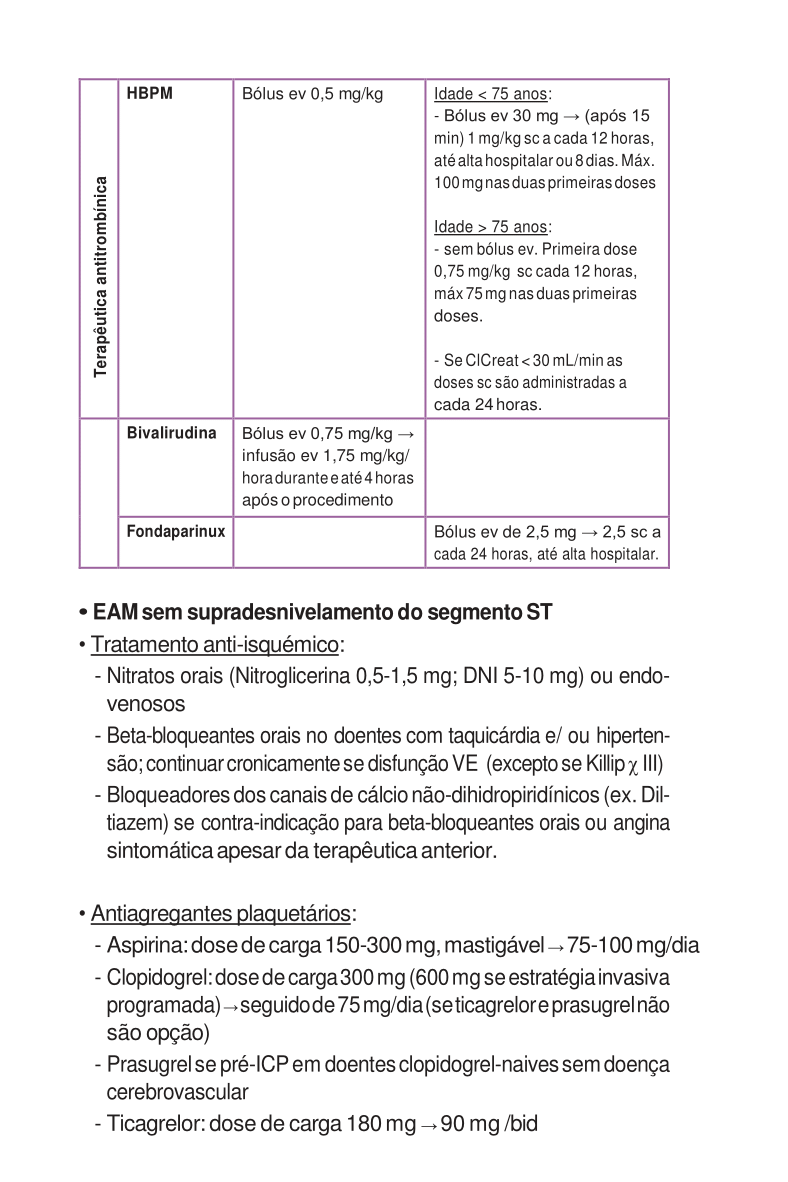 Terapêutica antitrombínica
HBPM
Bólus ev 0,5 mg/kg
Idade < 75 anos:
- Bólus ev 30 mg → (após 15
min) 1 mg/kg sc a cada 12 horas,
até alta hospitalar ou 8 dias. Máx.
100 mg nas duas primeiras doses
Idade > 75 anos:
- sem bólus ev. Primeira dose
0,75 mg/kg sc cada 12 horas,
máx 75 mg nas duas primeiras
doses.
- Se ClCreat < 30 mL/min as
doses sc são administradas a
cada 24 horas.
Bivalirudina
Bólus ev 0,75 mg/kg →
infusão ev 1,75 mg/kg/
hora durante e até 4 horas
após o procedimento
Fondaparinux
Bólus ev de 2,5 mg → 2,5 sc a
cada 24 horas, até alta hospitalar.
• EAM sem supradesnivelamento do segmento ST
• Tratamento anti-isquémico:
- Nitratos orais (Nitroglicerina 0,5-1,5 mg; DNI 5-10 mg) ou endo-
venosos
- Beta-bloqueantes orais no doentes com taquicárdia e/ ou hiperten-
são; continuar cronicamente se disfunção VE (excepto se Killip χ III)
- Bloqueadores dos canais de cálcio não-dihidropiridínicos (ex. Dil-
tiazem) se contra-indicação para beta-bloqueantes orais ou angina
sintomática apesar da terapêutica anterior.
• Antiagregantes plaquetários:
- Aspirina: dose de carga 150-300 mg, mastigável → 75-100 mg/dia
- Clopidogrel: dose de carga 300 mg (600 mg se estratégia invasiva
programada) → seguido de 75 mg/dia (se ticagrelor e prasugrel não
são opção)
- Prasugrel se pré-ICP em doentes clopidogrel-naives sem doença
cerebrovascular
- Ticagrelor: dose de carga 180 mg → 90 mg /bid